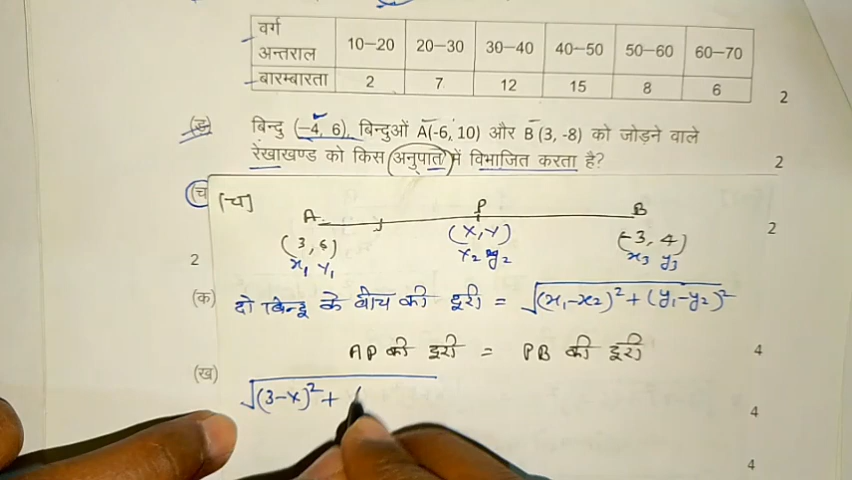 वर्ग अन्तराल 10–20 20–30 30–40 40–50 50–60 60–70
बारम्बारता 2 7 12 15 8 6
2
(ङ) बिन्दु (–4, 6), बिन्दुओं A(-6, 10) और B (3, -8) को जोड़ने वाले
रेखाखण्ड को किस अनुपात में विभाजित करता है? 2
(च
(च)
A P B
2
(3, 6) (X,Y) (-3, 4)
x₁ y₁ x₂ y₂ x₃ y₃
2
(क) दो बिन्दू के बीच की दूरी = √(x₁-x₂)² + (y₁-y₂)²
AP की दूरी = PB की दूरी 4
(ख)
√(3-x)² + (
4
4